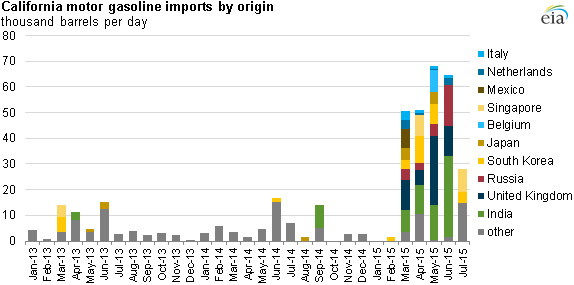 California motor gasoline imports by origin
thousand barrels per day
eia
80
70
60
50
40
30
20
10
0
Jan-13
Feb-13
Mar-13
Apr-13
May-13
Jun-13
Jul-13
Aug-13
Sep-13
Oct-13
Nov-13
Dec-13
Jan-14
Feb-14
Mar-14
Apr-14
May-14
Jun-14
Jul-14
Aug-14
Sep-14
Oct-14
Nov-14
Dec-14
Jan-15
Feb-15
Mar-15
Apr-15
May-15
Jun-15
Jul-15
Italy
Netherlands
Mexico
Singapore
Belgium
Japan
South Korea
Russia
United Kingdom
India
other